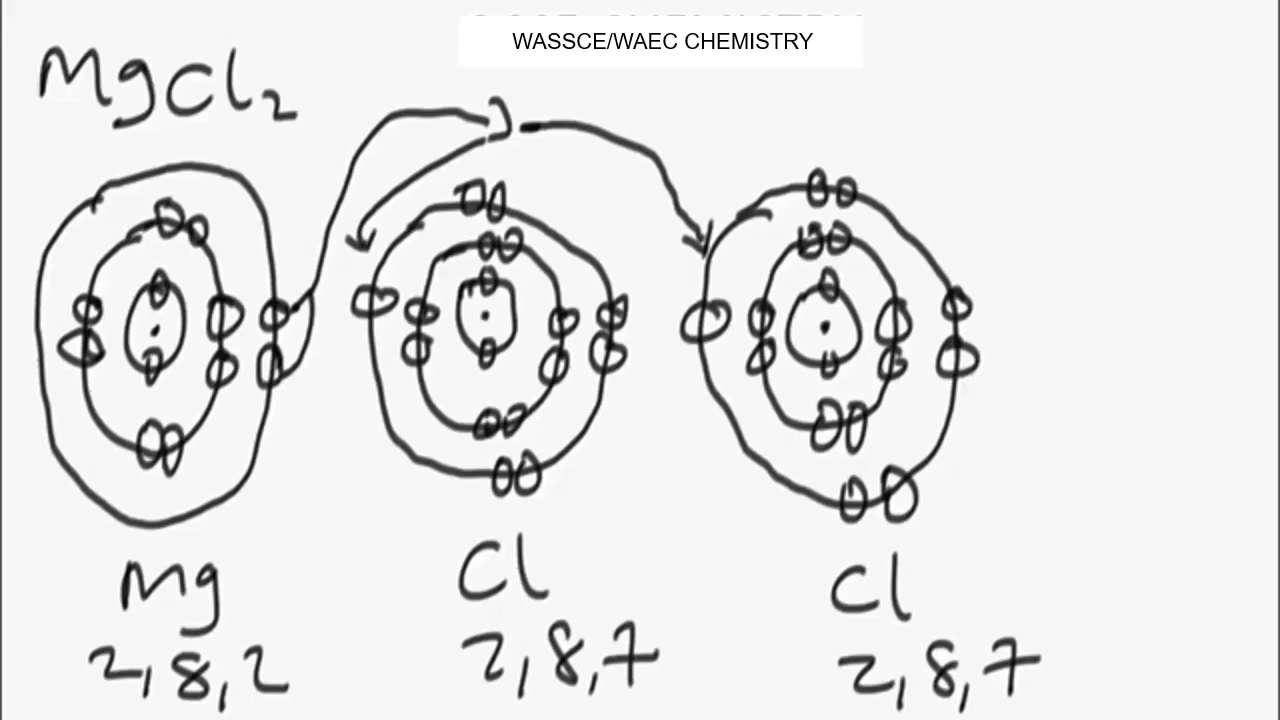 WASSCE/WAEC CHEMISTRY
MgCl₂
Mg
2,8,2
Cl
2,8,7
Cl
2,8,7